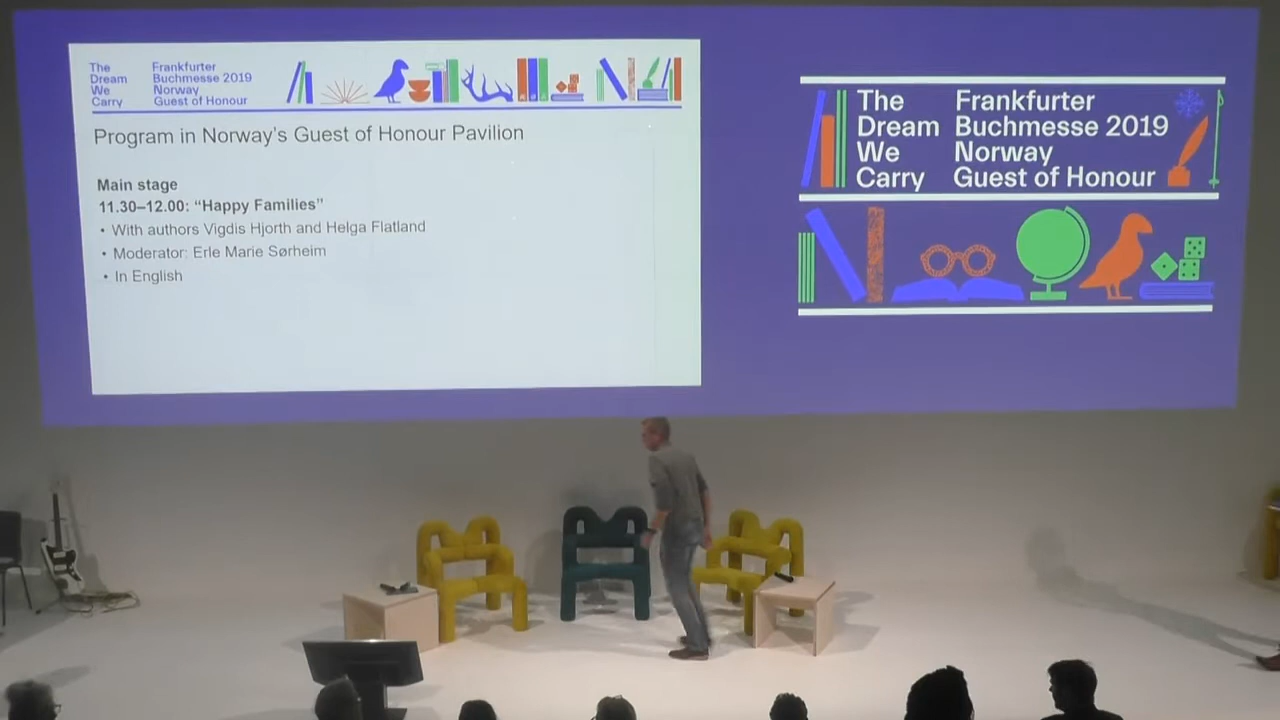 The Dream We Carry
Frankfurter Buchmesse 2019 Norway Guest of Honour
Program in Norway's Guest of Honour Pavilion
Main stage
11.30–12.00: “Happy Families”
• With authors Vigdis Hjorth and Helga Flatland
• Moderator: Erle Marie Sørheim
• In English
The Frankfurter
Dream Buchmesse 2019
We Norway
Carry Guest of Honour